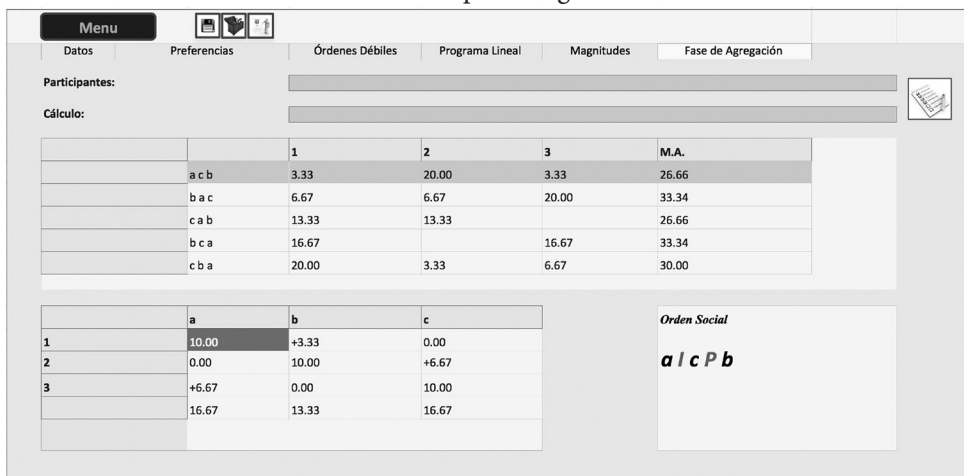 Menu
Datos Preferencias Órdenes Débiles Programa Lineal Magnitudes Fase de Agregación
Participantes:
Cálculo:
1 2 3 M.A.
a c b 3.33 20.00 3.33 26.66
b a c 6.67 6.67 20.00 33.34
c a b 13.33 13.33 26.66
b c a 16.67 16.67 33.34
c b a 20.00 3.33 6.67 30.00
a b c
1 10.00 +3.33 0.00
2 0.00 10.00 +6.67
3 +6.67 0.00 10.00
16.67 13.33 16.67
Orden Social
a I c P b